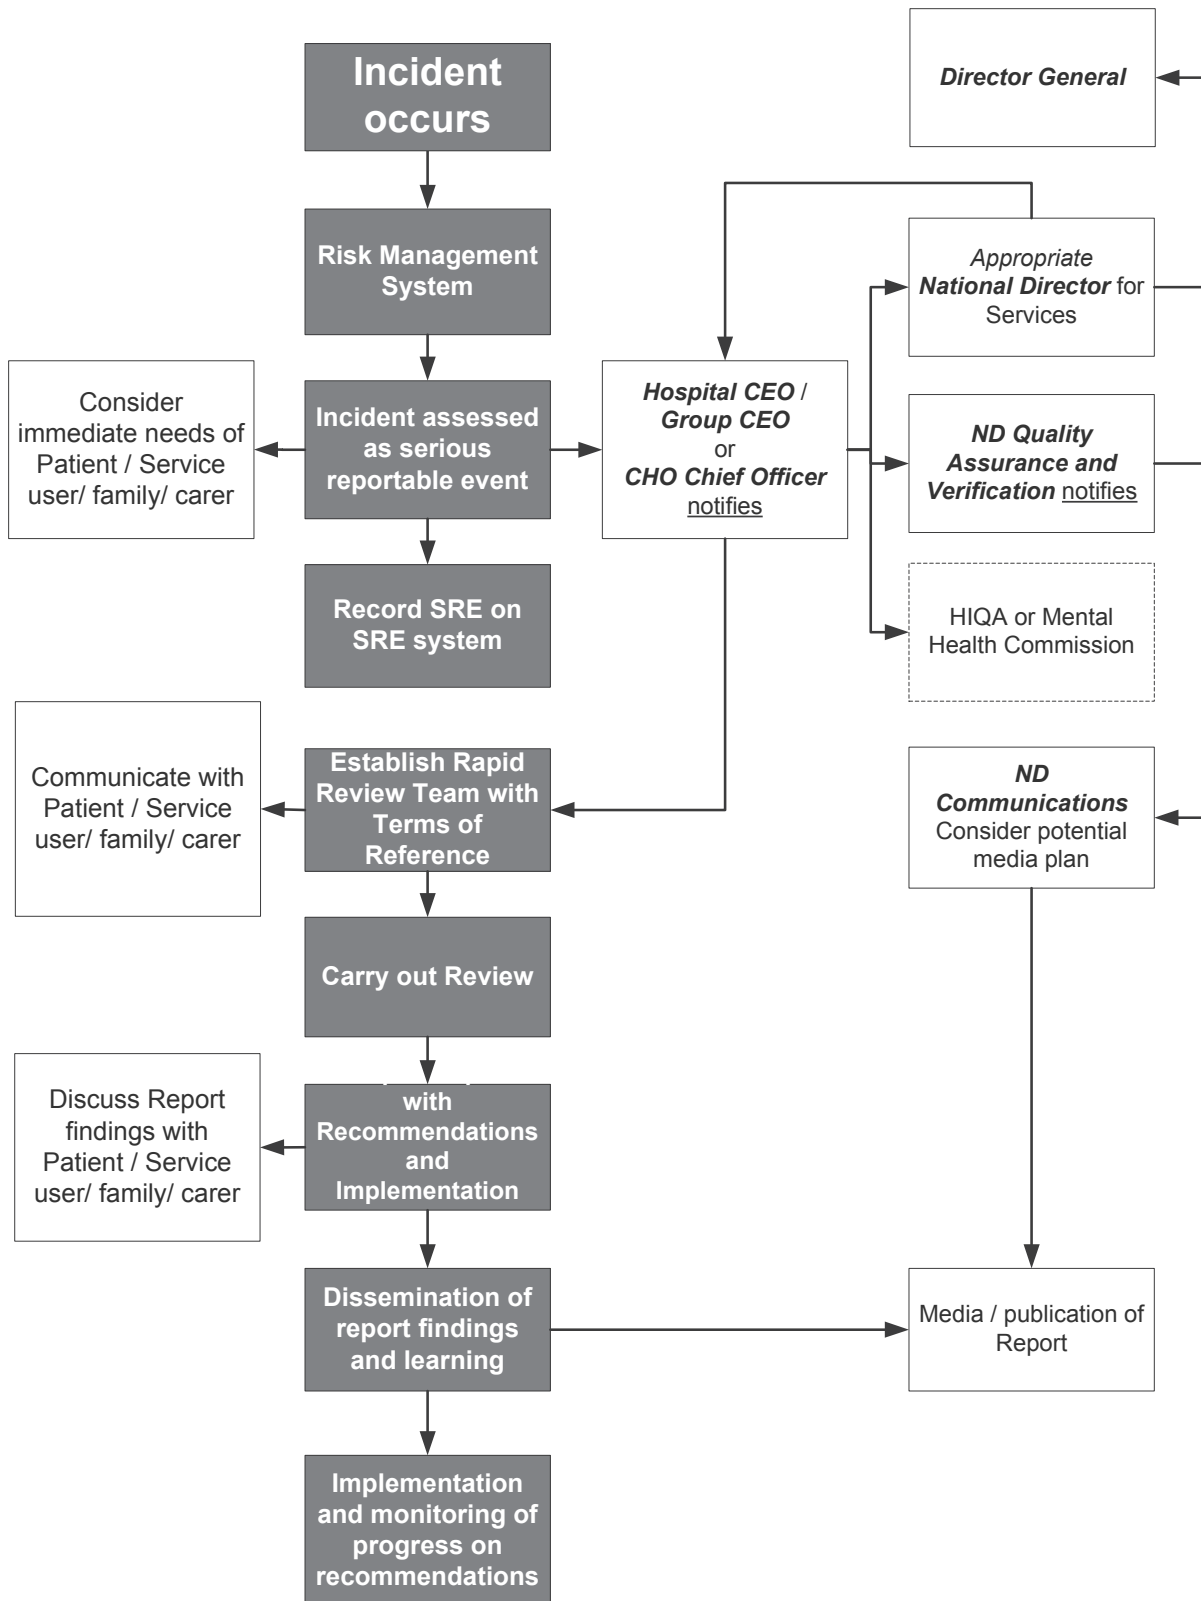 Incident
occurs
Director General
Risk Management
System
Appropriate
National Director for
Services
Consider
immediate needs of
Patient / Service
user/ family/ carer
Incident assessed
as serious
reportable event
Hospital CEO /
Group CEO
or
CHO Chief Officer
notifies
ND Quality
Assurance and
Verification notifies
Record SRE on
SRE system
HIQA or Mental
Health Commission
Communicate with
Patient / Service
user/ family/ carer
Establish Rapid
Review Team with
Terms of
Reference
ND
Communications
Consider potential
media plan
Carry out Review
Discuss Report
findings with
Patient / Service
user/ family/ carer
with
Recommendations
and
Implementation
Dissemination of
report findings
and learning
Media / publication of
Report
Implementation
and monitoring of
progress on
recommendations